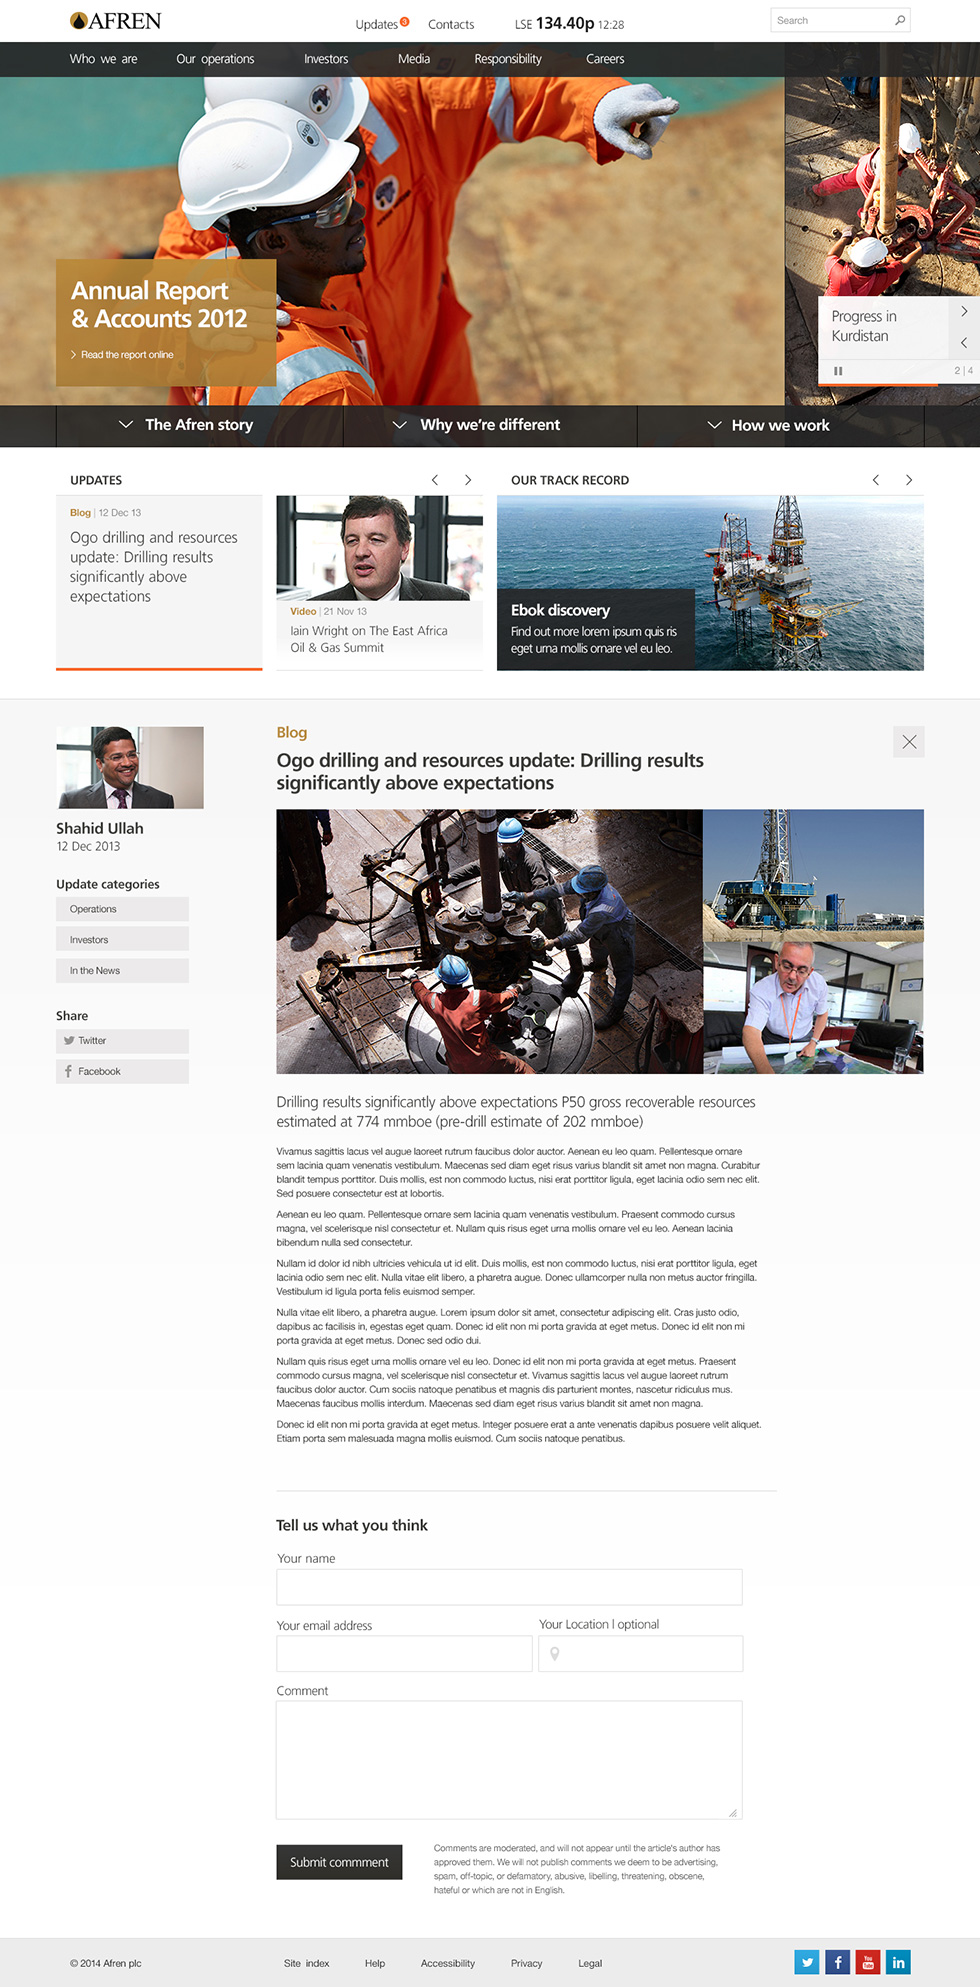 AFREN
Updates 3
Contacts
LSE 134.40p 12:28
Search
Who we are
Our operations
Investors
Media
Responsibility
Careers
Annual Report
& Accounts 2012
Read the report online
Progress in
Kurdistan
2 | 4
The Afren story
Why we're different
How we work
UPDATES
Blog | 12 Dec 13
Ogo drilling and resources
update: Drilling results
significantly above
expectations
Video | 21 Nov 13
Iain Wright on The East Africa
Oil & Gas Summit
OUR TRACK RECORD
Ebok discovery
Find out more lorem ipsum quis ris
eget urna mollis ornare vel eu leo.
Shahid Ullah
12 Dec 2013
Update categories
Operations
Investors
In the News
Share
Twitter
Facebook
Blog
Ogo drilling and resources update: Drilling results
significantly above expectations
Drilling results significantly above expectations P50 gross recoverable resources
estimated at 774 mmboe (pre-drill estimate of 202 mmboe)
Vivamus sagittis lacus vel augue laoreet rutrum faucibus dolor auctor. Aenean eu leo quam. Pellentesque ornare
sem lacinia quam venenatis vestibulum. Maecenas sed diam eget risus varius blandit sit amet non magna. Curabitur
blandit tempus porttitor. Duis mollis, est non commodo luctus, nisi erat porttitor ligula, eget lacinia odio sem nec elit.
Sed posuere consectetur est at lobortis.
Aenean eu leo quam. Pellentesque ornare sem lacinia quam venenatis vestibulum. Praesent commodo cursus
magna, vel scelerisque nisl consectetur et. Nullam quis risus eget urna mollis ornare vel eu leo. Aenean lacinia
bibendum nulla sed consectetur.
Nullam id dolor id nibh ultricies vehicula ut id elit. Duis mollis, est non commodo luctus, nisi erat porttitor ligula, eget
lacinia odio sem nec elit. Nulla vitae elit libero, a pharetra augue. Donec ullamcorper nulla non metus auctor fringilla.
Vestibulum id ligula porta felis euismod semper.
Nulla vitae elit libero, a pharetra augue. Lorem ipsum dolor sit amet, consectetur adipiscing elit. Cras justo odio,
dapibus ac facilisis in, egestas eget quam. Donec id elit non mi porta gravida at eget metus. Donec id elit non mi
porta gravida at eget metus. Donec sed odio dui.
Nullam quis risus eget urna mollis ornare vel eu leo. Donec id elit non mi porta gravida at eget metus. Praesent
commodo cursus magna, vel scelerisque nisl consectetur et. Vivamus sagittis lacus vel augue laoreet rutrum
faucibus dolor auctor. Cum sociis natoque penatibus et magnis dis parturient montes, nascetur ridiculus mus.
Maecenas faucibus mollis interdum. Maecenas sed diam eget risus varius blandit sit amet non magna.
Donec id elit non mi porta gravida at eget metus. Integer posuere erat a ante venenatis dapibus posuere velit aliquet.
Etiam porta sem malesuada magna mollis euismod. Cum sociis natoque penatibus.
Tell us what you think
Your name
Your email address
Your Location | optional
Comment
Submit commment
Comments are moderated, and will not appear until the article's author has
approved them. We will not publish comments we deem to be advertising,
spam, off-topic, or defamatory, abusive, libelling, threatening, obscene,
hateful or which are not in English.
© 2014 Afren plc
Site index
Help
Accessibility
Privacy
Legal
You
Tube
in